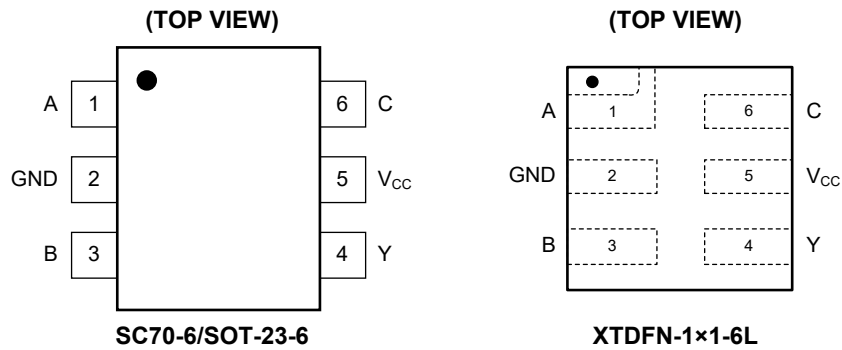 (TOP VIEW)
A 1 6 C
GND 2 5 VCC
B 3 4 Y
SC70-6/SOT-23-6
(TOP VIEW)
A 1 6 C
GND 2 5 VCC
B 3 4 Y
XTDFN-1×1-6L